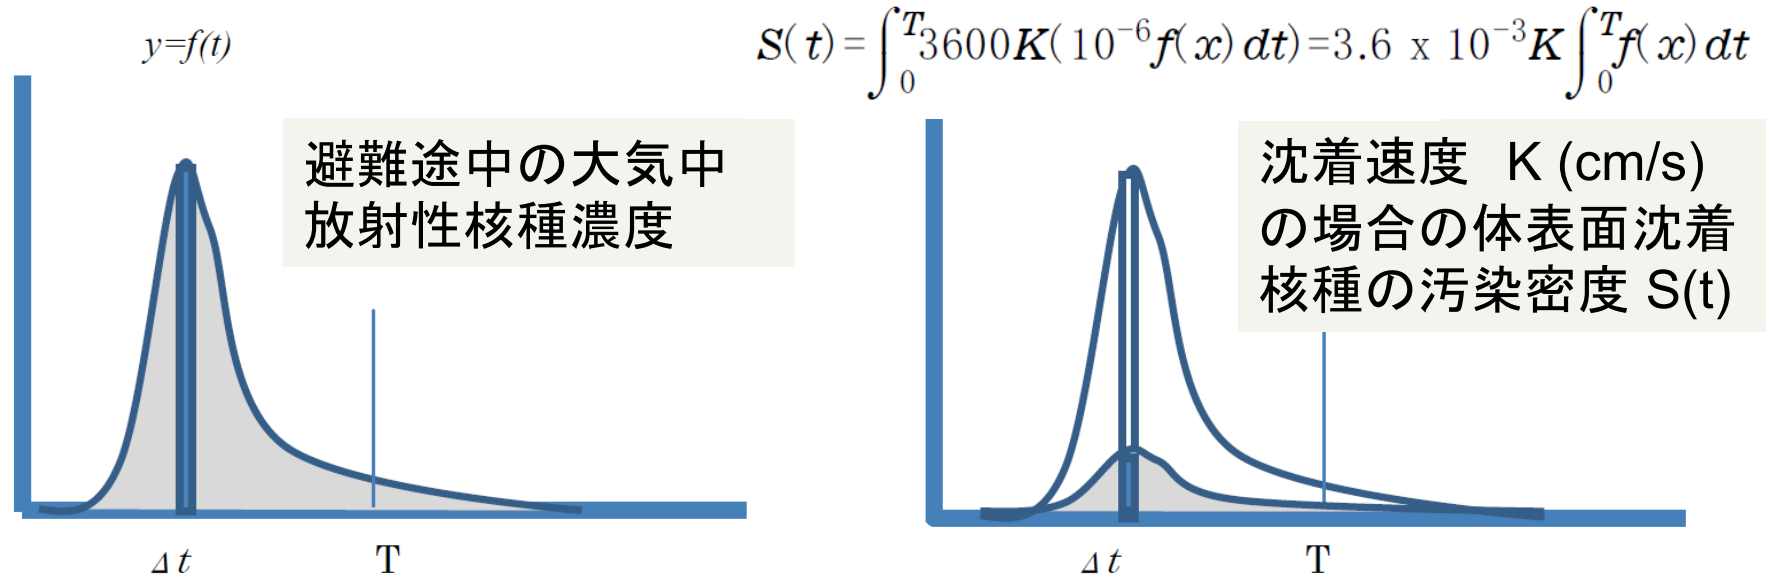 y=f(t)
S(t)=∫₀ᵀ3600K(10⁻⁶f(x)dt)=3.6 x 10⁻³K∫₀ᵀf(x)dt
避難途中の大気中
放射性核種濃度
沈着速度 K (cm/s)
の場合の体表面沈着
核種の汚染密度 S(t)
Δt T
Δt T